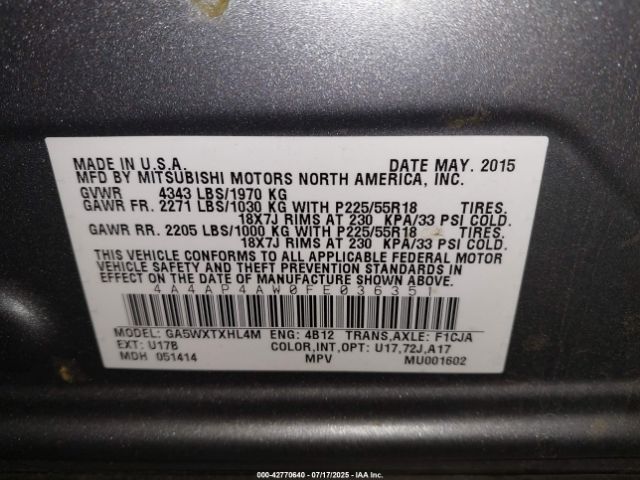 MADE IN U.S.A. DATE MAY. 2015
MFD BY MITSUBISHI MOTORS NORTH AMERICA, INC.
GVWR 4343 LBS/1970 KG
GAWR FR. 2271 LBS/1030 KG WITH P225/55R18 TIRES.
18X7J RIMS AT 230 KPA/33 PSI COLD.
GAWR RR. 2205 LBS/1000 KG WITH P225/55R18 TIRES.
18X7J RIMS AT 230 KPA/33 PSI COLD.
THIS VEHICLE CONFORMS TO ALL APPLICABLE FEDERAL MOTOR
VEHICLE SAFETY AND THEFT PREVENTION STANDARDS IN
EFFECT ON THE DATE OF MANUFACTURE SHOWN ABOVE.
4A4AP4AW0FE036351
MODEL: GA5WXTXHL4M ENG: 4B12 TRANS,AXLE: F1CJA
EXT: U17B COLOR,INT,OPT: U17,72J,A17
MDH 051414 MPV MU001602
000-42770640 - 07/17/2025 - IAA Inc.